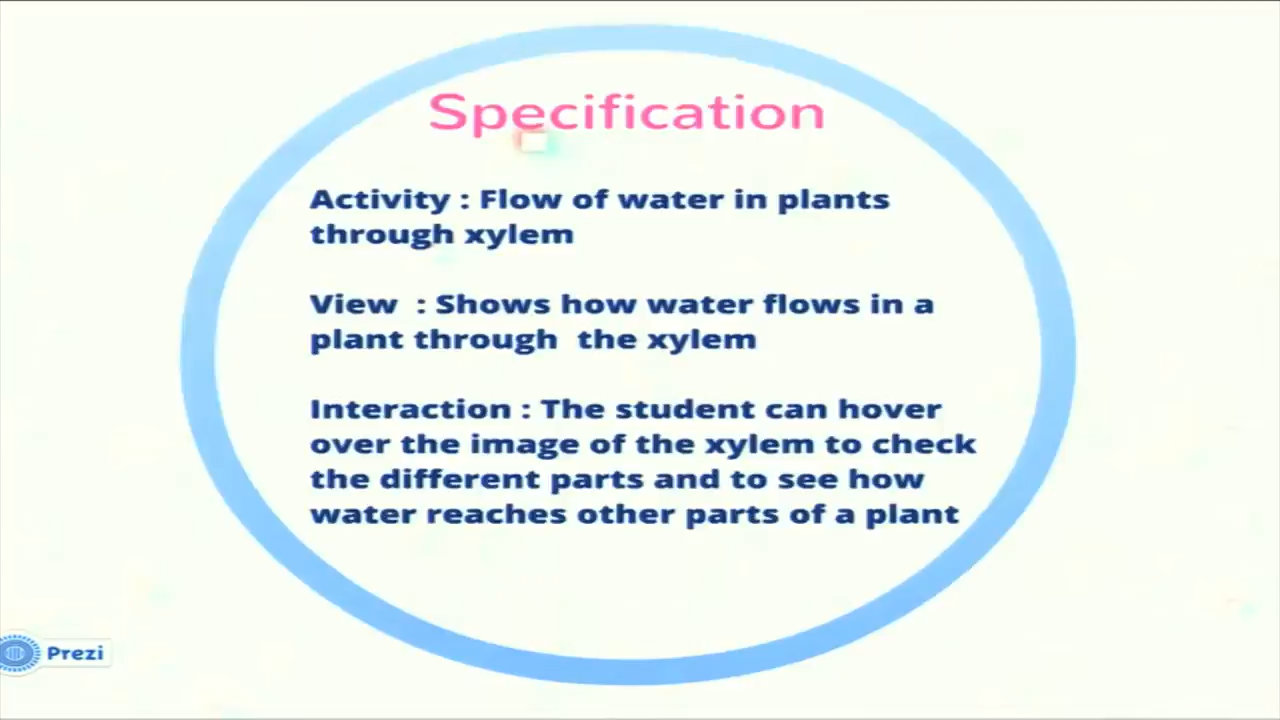 Specification
Activity : Flow of water in plants
through xylem
View : Shows how water flows in a
plant through the xylem
Interaction : The student can hover
over the image of the xylem to check
the different parts and to see how
water reaches other parts of a plant
Prezi